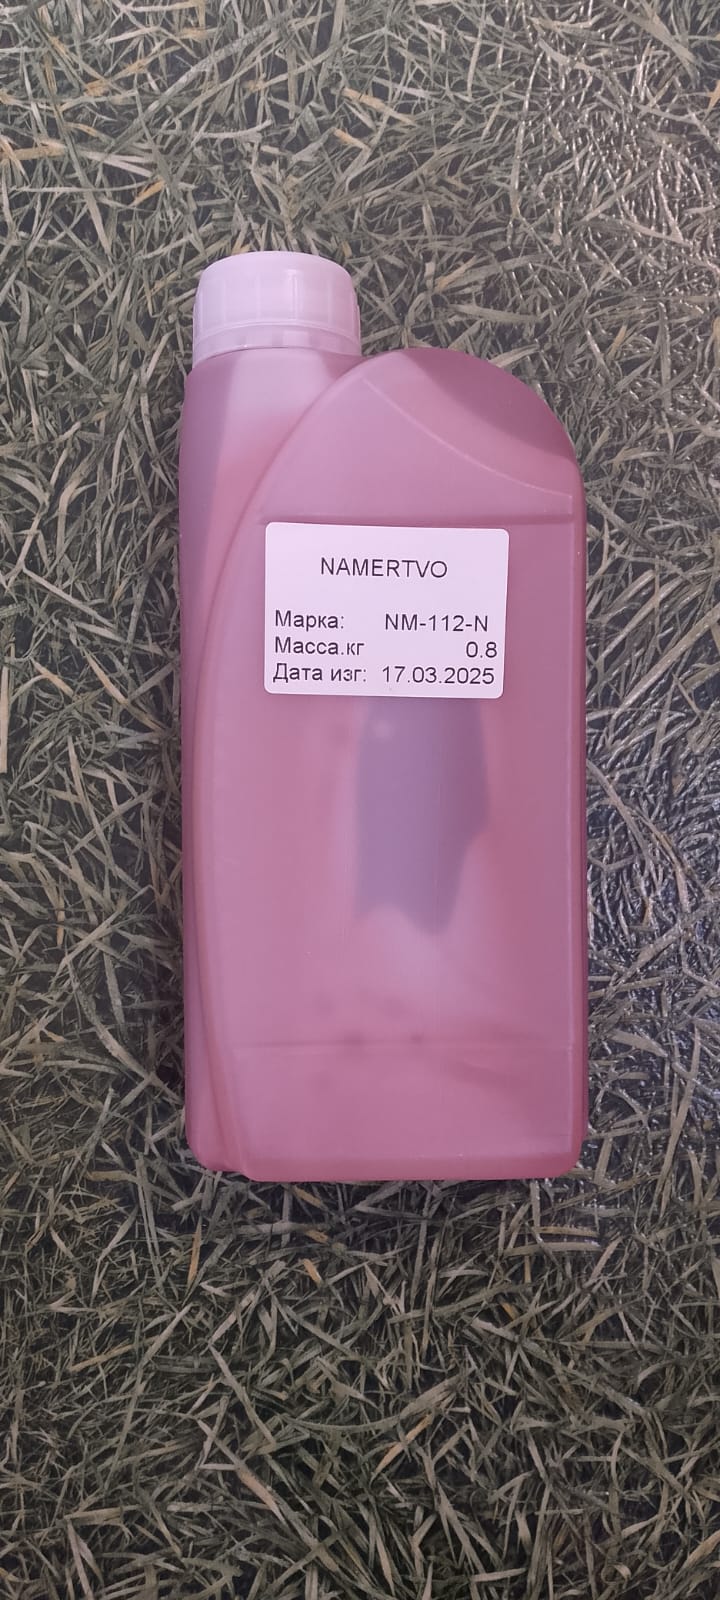 NAMERTVO
Марка: NM-112-N
Масса.кг 0.8
Дата изг: 17.03.2025